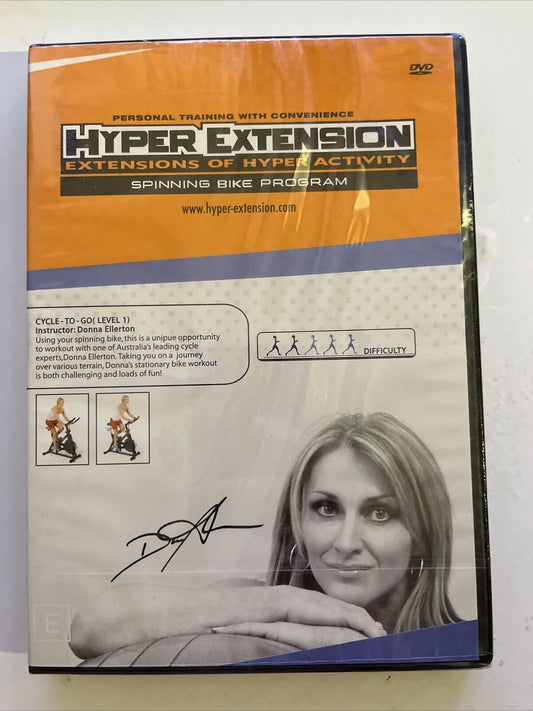 DVD
PERSONAL TRAINING WITH CONVENIENCE
HYPER EXTENSION
EXTENSIONS OF HYPER ACTIVITY
SPINNING BIKE PROGRAM
www.hyper-extension.com
CYCLE - TO - GO( LEVEL 1)
Instructor: Donna Ellerton
Using your spinning bike, this is a unipue opportunity
to workout with one of Australia's leading cycle
experts,Donna Ellerton. Taking you on a journey
over various terrain, Donna's stationary bike workout
is both challenging and loads of fun!
DIFFICULTY
E